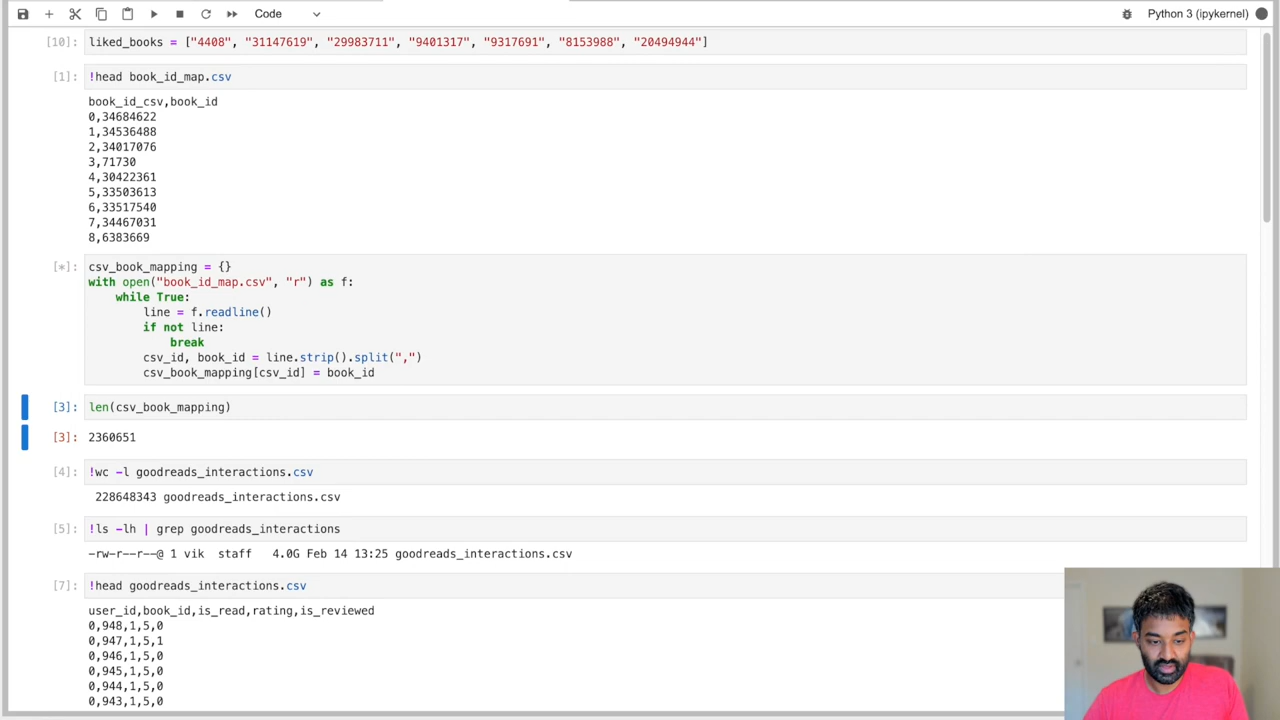 Code
Python 3 (ipykernel)
[10]: liked_books = ["4408", "31147619", "29983711", "9401317", "9317691", "8153988", "20494944"]
[1]: !head book_id_map.csv
book_id_csv,book_id
0,34684622
1,34536488
2,34017076
3,71730
4,30422361
5,33503613
6,33517540
7,34467031
8,6383669
[*]: csv_book_mapping = {}
with open("book_id_map.csv", "r") as f:
    while True:
        line = f.readline()
        if not line:
            break
        csv_id, book_id = line.strip().split(",")
        csv_book_mapping[csv_id] = book_id
[3]: len(csv_book_mapping)
[3]: 2360651
[4]: !wc -l goodreads_interactions.csv
228648343 goodreads_interactions.csv
[5]: !ls -lh | grep goodreads_interactions
-rw-r--r--@ 1 vik  staff   4.0G Feb 14 13:25 goodreads_interactions.csv
[7]: !head goodreads_interactions.csv
user_id,book_id,is_read,rating,is_reviewed
0,948,1,5,0
0,947,1,5,1
0,946,1,5,0
0,945,1,5,0
0,944,1,5,0
0,943,1,5,0